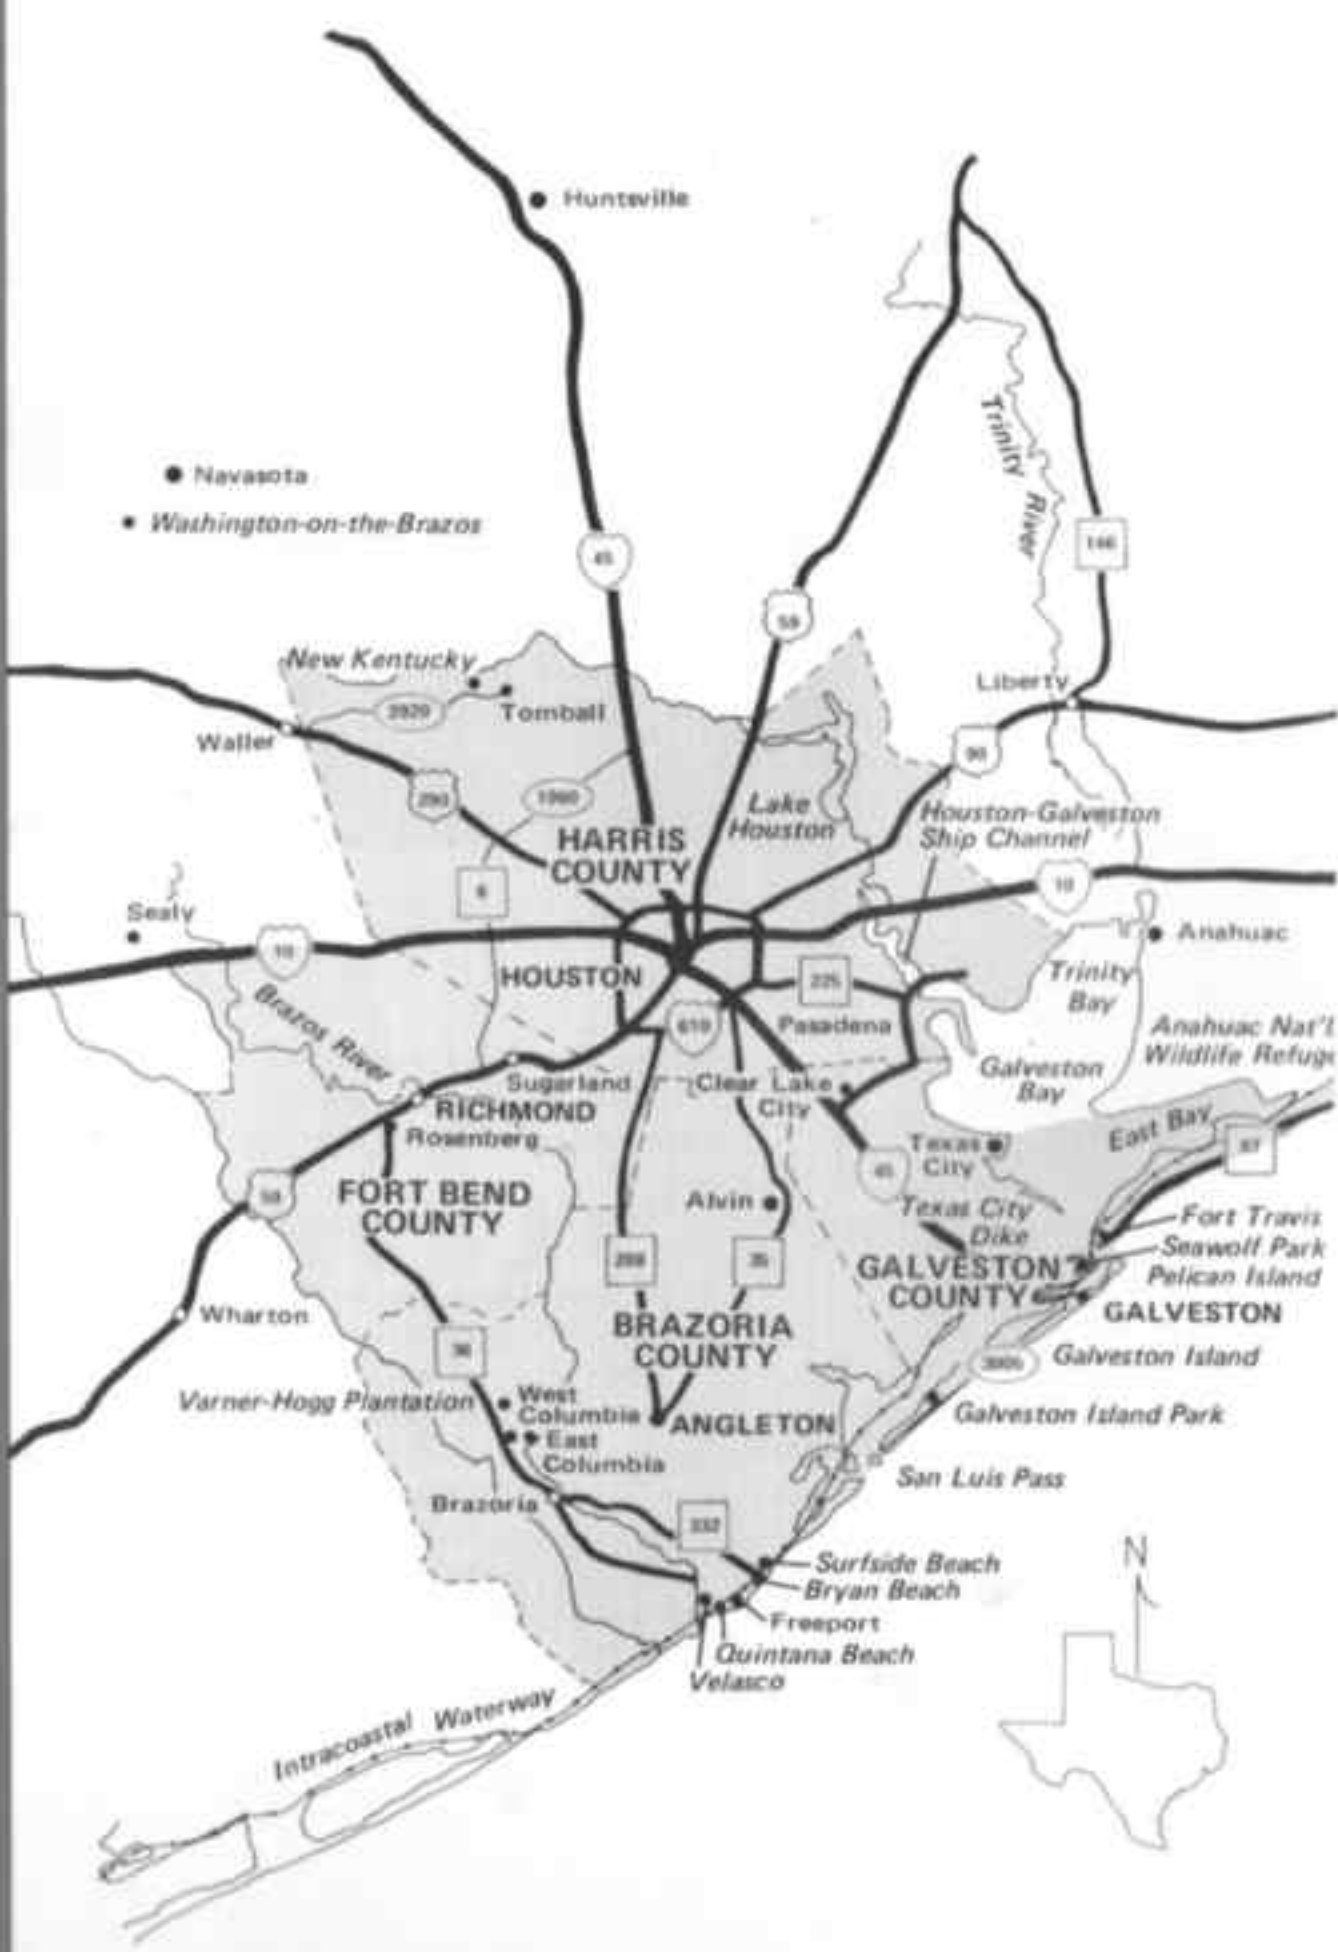 Huntsville
Trinity
River
Navasota
Washington-on-the-Brazos
45
146
59
New Kentucky
Liberty
2920
Tomball
Waller
90
290
1960
Lake
Houston
Houston-Galveston
Ship Channel
HARRIS
COUNTY
6
10
Sealy
10
Anahuac
HOUSTON
225
Trinity
Bay
Brazos River
610
Pasadena
Anahuac Nat'l
Wildlife Refuge
Galveston
Bay
Sugarland
Clear Lake
City
RICHMOND
Rosenberg
East Bay
87
Texas
City
45
59
FORT BEND
COUNTY
Alvin
Texas City
Dike
Fort Travis
Seawolf Park
Pelican Island
288
35
GALVESTON
COUNTY
GALVESTON
Wharton
BRAZORIA
COUNTY
36
3005
Galveston Island
Varner-Hogg Plantation
West
Columbia
ANGLETON
Galveston Island Park
East
Columbia
San Luis Pass
Brazoria
332
N
Surfside Beach
Bryan Beach
Freeport
Quintana Beach
Velasco
Intracoastal Waterway